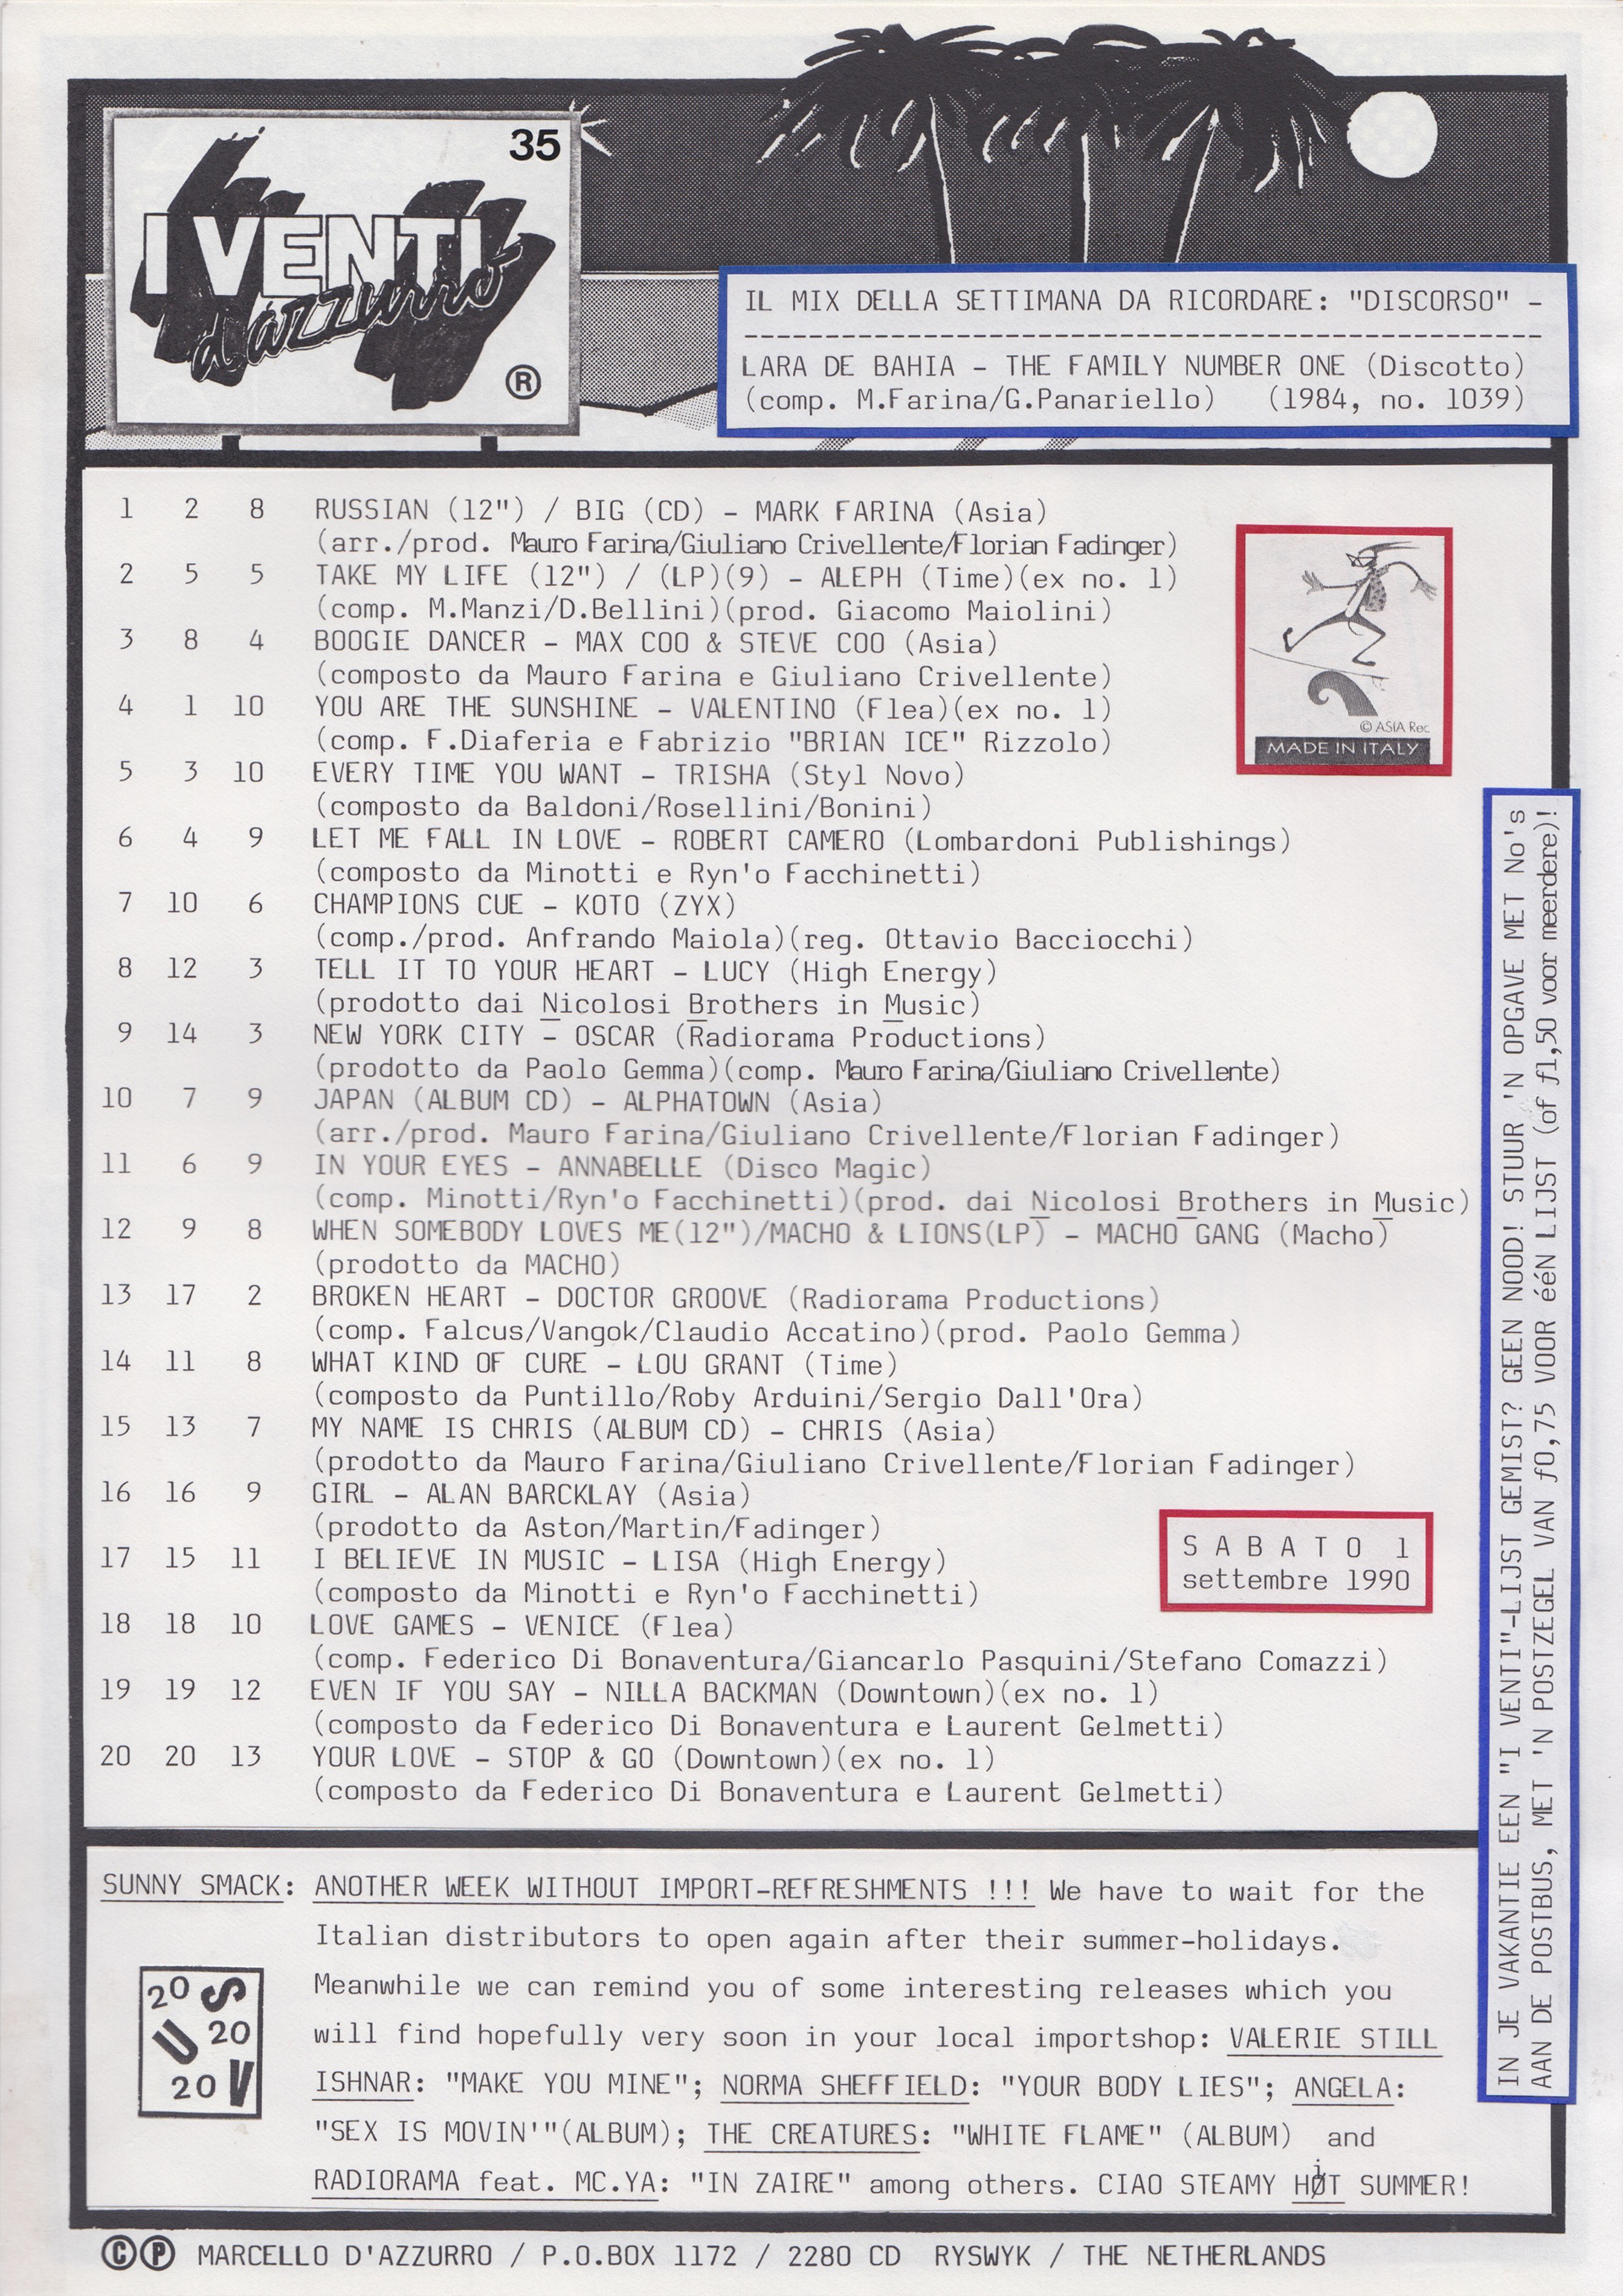 35
I VENTI
d'azzurro
®
IL MIX DELLA SETTIMANA DA RICORDARE: "DISCORSO" -
LARA DE BAHIA - THE FAMILY NUMBER ONE (Discotto)
(comp. M.Farina/G.Panariello) (1984, no. 1039)
1 2 8 RUSSIAN (12") / BIG (CD) - MARK FARINA (Asia)
(arr./prod. Mauro Farina/Giuliano Crivellente/Florian Fadinger)
2 5 5 TAKE MY LIFE (12") / (LP)(9) - ALEPH (Time)(ex no. 1)
(comp. M.Manzi/D.Bellini)(prod. Giacomo Maiolini)
3 8 4 BOOGIE DANCER - MAX COO & STEVE COO (Asia)
(composto da Mauro Farina e Giuliano Crivellente)
4 1 10 YOU ARE THE SUNSHINE - VALENTINO (Flea)(ex no. 1)
(comp. F.Diaferia e Fabrizio "BRIAN ICE" Rizzolo)
5 3 10 EVERY TIME YOU WANT - TRISHA (Styl Novo)
(composto da Baldoni/Rosellini/Bonini)
6 4 9 LET ME FALL IN LOVE - ROBERT CAMERO (Lombardoni Publishings)
(composto da Minotti e Ryn'o Facchinetti)
7 10 6 CHAMPIONS CUE - KOTO (ZYX)
(comp./prod. Anfrando Maiola)(reg. Ottavio Bacciocchi)
8 12 3 TELL IT TO YOUR HEART - LUCY (High Energy)
(prodotto dai Nicolosi Brothers in Music)
9 14 3 NEW YORK CITY - OSCAR (Radiorama Productions)
(prodotto da Paolo Gemma)(comp. Mauro Farina/Giuliano Crivellente)
10 7 9 JAPAN (ALBUM CD) - ALPHATOWN (Asia)
(arr./prod. Mauro Farina/Giuliano Crivellente/Florian Fadinger)
11 6 9 IN YOUR EYES - ANNABELLE (Disco Magic)
(comp. Minotti/Ryn'o Facchinetti)(prod. dai Nicolosi Brothers in Music)
12 9 8 WHEN SOMEBODY LOVES ME(12")/MACHO & LIONS(LP) - MACHO GANG (Macho)
(prodotto da MACHO)
13 17 2 BROKEN HEART - DOCTOR GROOVE (Radiorama Productions)
(comp. Falcus/Vangok/Claudio Accatino)(prod. Paolo Gemma)
14 11 8 WHAT KIND OF CURE - LOU GRANT (Time)
(composto da Puntillo/Roby Arduini/Sergio Dall'Ora)
15 13 7 MY NAME IS CHRIS (ALBUM CD) - CHRIS (Asia)
(prodotto da Mauro Farina/Giuliano Crivellente/Florian Fadinger)
16 16 9 GIRL - ALAN BARCKLAY (Asia)
(prodotto da Aston/Martin/Fadinger)
17 15 11 I BELIEVE IN MUSIC - LISA (High Energy)
(composto da Minotti e Ryn'o Facchinetti)
18 18 10 LOVE GAMES - VENICE (Flea)
(comp. Federico Di Bonaventura/Giancarlo Pasquini/Stefano Comazzi)
19 19 12 EVEN IF YOU SAY - NILLA BACKMAN (Downtown)(ex no. 1)
(composto da Federico Di Bonaventura e Laurent Gelmetti)
20 20 13 YOUR LOVE - STOP & GO (Downtown)(ex no. 1)
(composto da Federico Di Bonaventura e Laurent Gelmetti)
© ASIA Rec
MADE IN ITALY
SABATO 1
settembre 1990
IN JE VAKANTIE EEN "I VENTI"-LIJST GEMIST? GEEN NOOD! STUUR 'N OPGAVE MET No's
AAN DE POSTBUS, MET 'N POSTZEGEL VAN ƒ0,75 VOOR ééN LIJST (of ƒ1,50 voor meerdere)!
SUNNY SMACK: ANOTHER WEEK WITHOUT IMPORT-REFRESHMENTS !!! We have to wait for the
Italian distributors to open again after their summer-holidays.
Meanwhile we can remind you of some interesting releases which you
will find hopefully very soon in your local importshop: VALERIE STILL
ISHNAR: "MAKE YOU MINE"; NORMA SHEFFIELD: "YOUR BODY LIES"; ANGELA:
"SEX IS MOVIN'"(ALBUM); THE CREATURES: "WHITE FLAME" (ALBUM) and
RADIORAMA feat. MC.YA: "IN ZAIRE" among others. CIAO STEAMY HØT SUMMER!
i
20 S
U 20
20 V
©℗ MARCELLO D'AZZURRO / P.O.BOX 1172 / 2280 CD RYSWYK / THE NETHERLANDS